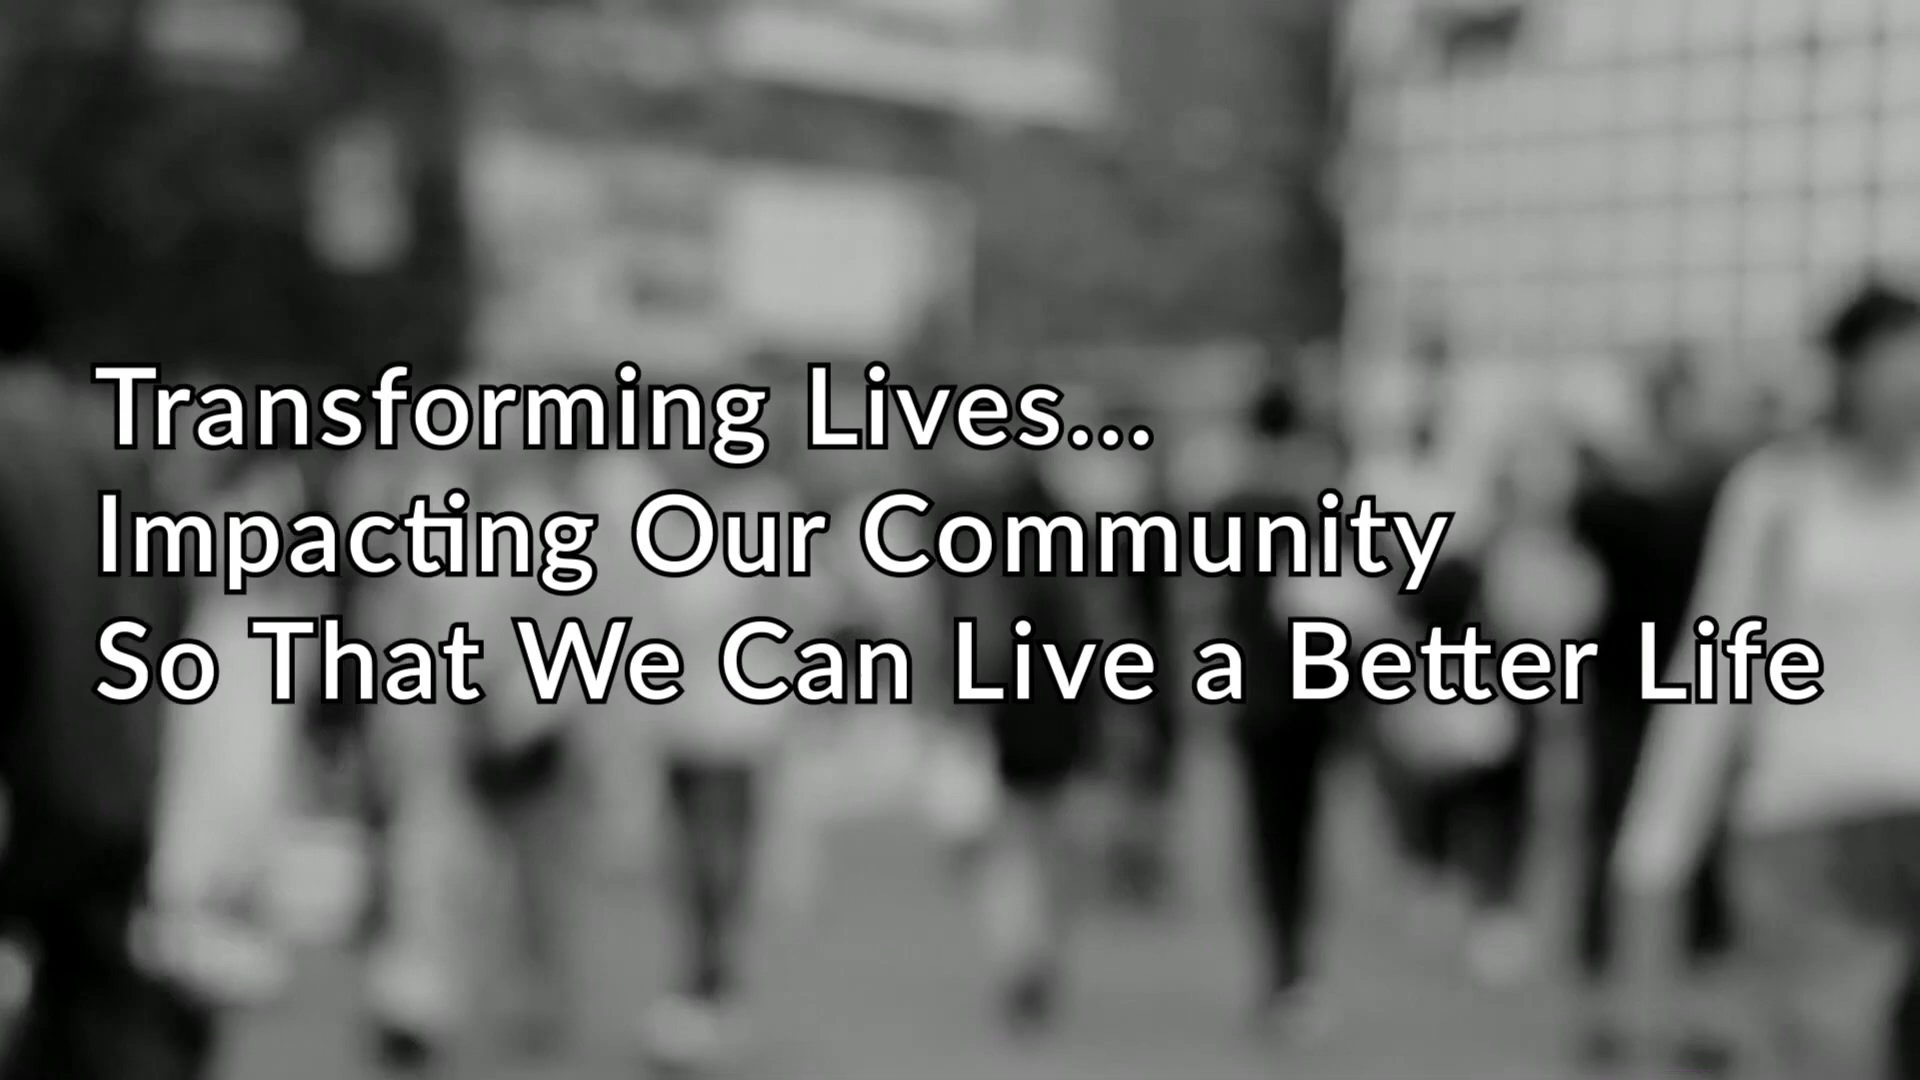 Transforming Lives...
Impacting Our Community
So That We Can Live a Better Life